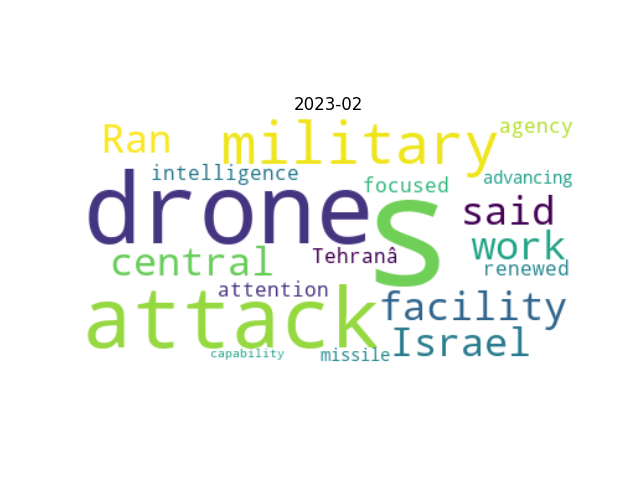 2023-02
Ran military agency
intelligence focused advancing
drones s said
central Tehranâ work
renewed
attention
attack facility
Israel
capability missile